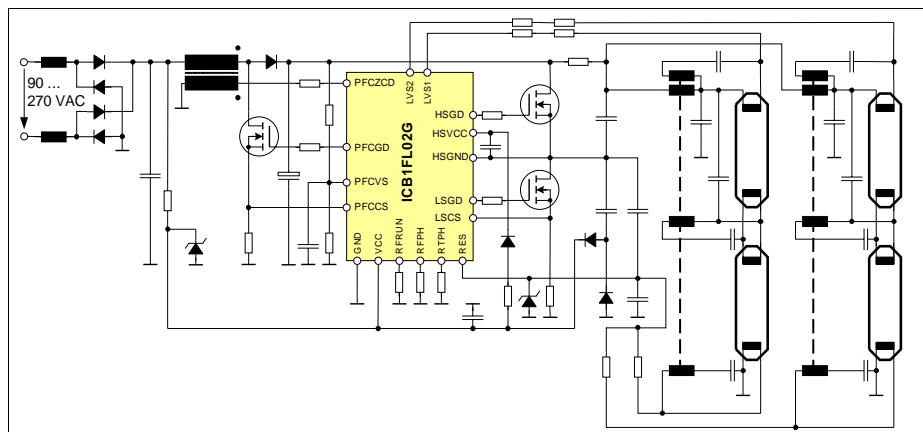 90 ...
270 VAC
PFCZCD
PFCGD
PFCVS
PFCCS
LVS2
LVS1
HSGD
HSVCC
HSGND
LSGD
LSCS
ICB1FL02G
GND
VCC
RFRUN
RFPH
RTPH
RES